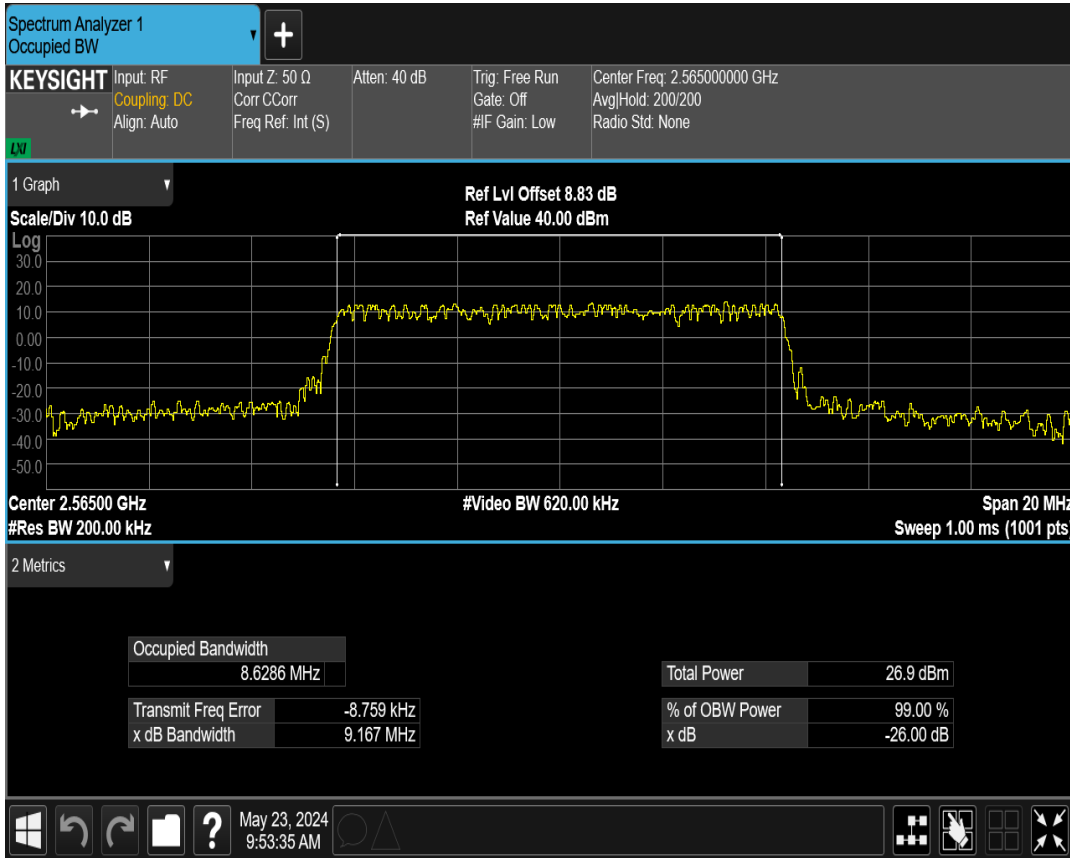 Spectrum Analyzer 1
Occupied BW
KEYSIGHT
LXI
Input: RF
Coupling: DC
Align: Auto
Input Z: 50 Ω
Corr CCorr
Freq Ref: Int (S)
Atten: 40 dB
Trig: Free Run
Gate: Off
#IF Gain: Low
Center Freq: 2.565000000 GHz
Avg|Hold: 200/200
Radio Std: None
1 Graph
Scale/Div 10.0 dB
Ref Lvl Offset 8.83 dB
Ref Value 40.00 dBm
Log
30.0
20.0
10.0
0.00
-10.0
-20.0
-30.0
-40.0
-50.0
Center 2.56500 GHz
#Video BW 620.00 kHz
Span 20 MHz
#Res BW 200.00 kHz
Sweep 1.00 ms (1001 pts)
2 Metrics
Occupied Bandwidth
8.6286 MHz
Transmit Freq Error -8.759 kHz
x dB Bandwidth 9.167 MHz
Total Power 26.9 dBm
% of OBW Power 99.00 %
x dB -26.00 dB
?
May 23, 2024
9:53:35 AM